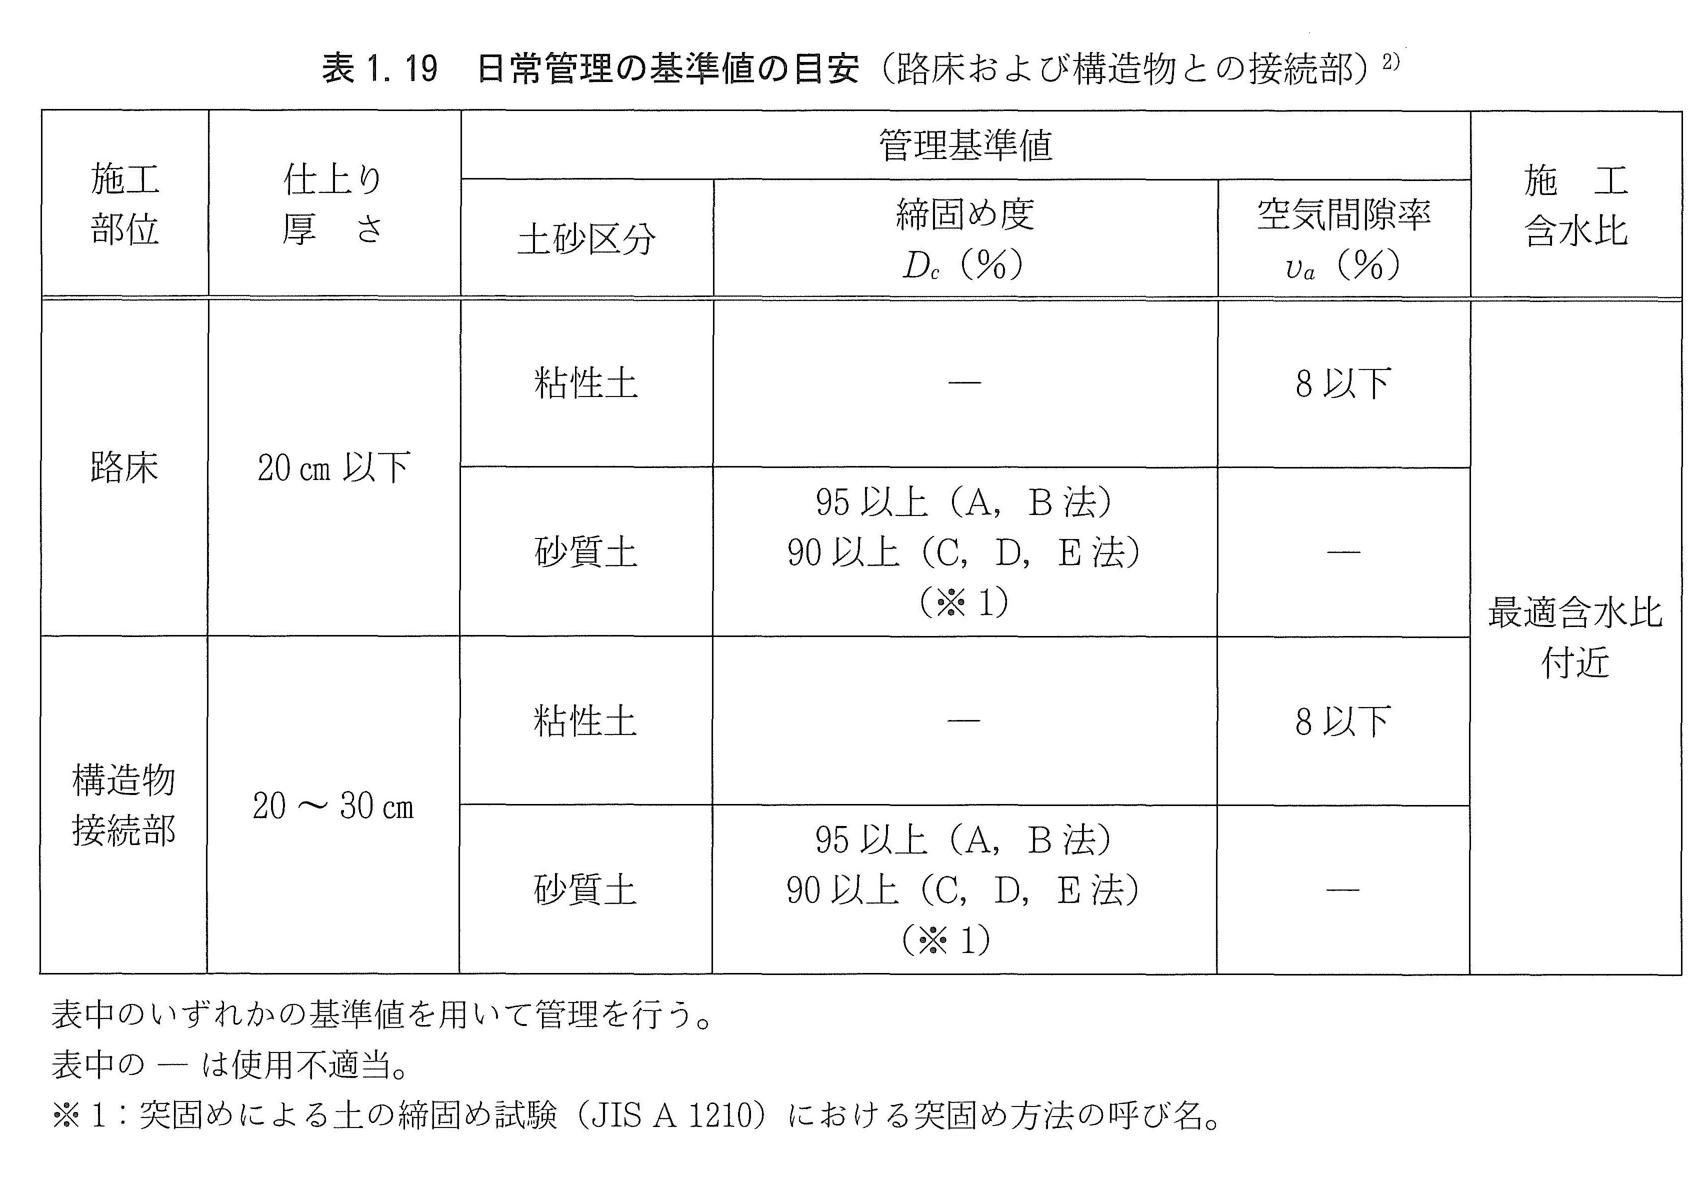 表 1. 19 日常管理の基準値の目安（路床および構造物との接続部）2)
管理基準値
施工
部位
仕上り
厚 さ
土砂区分
締固め度
Dc（％）
空気間隙率
va（％）
施 工
含水比
路床
20 cm 以下
粘性土
—
8 以下
砂質土
95 以上（A，B 法）
90 以上（C，D，E 法）
（※ 1）
—
最適含水比
付近
構造物
接続部
20 ～ 30 cm
粘性土
—
8 以下
砂質土
95 以上（A，B 法）
90 以上（C，D，E 法）
（※ 1）
—
表中のいずれかの基準値を用いて管理を行う。
表中の — は使用不適当。
※ 1：突固めによる土の締固め試験（JIS A 1210）における突固め方法の呼び名。